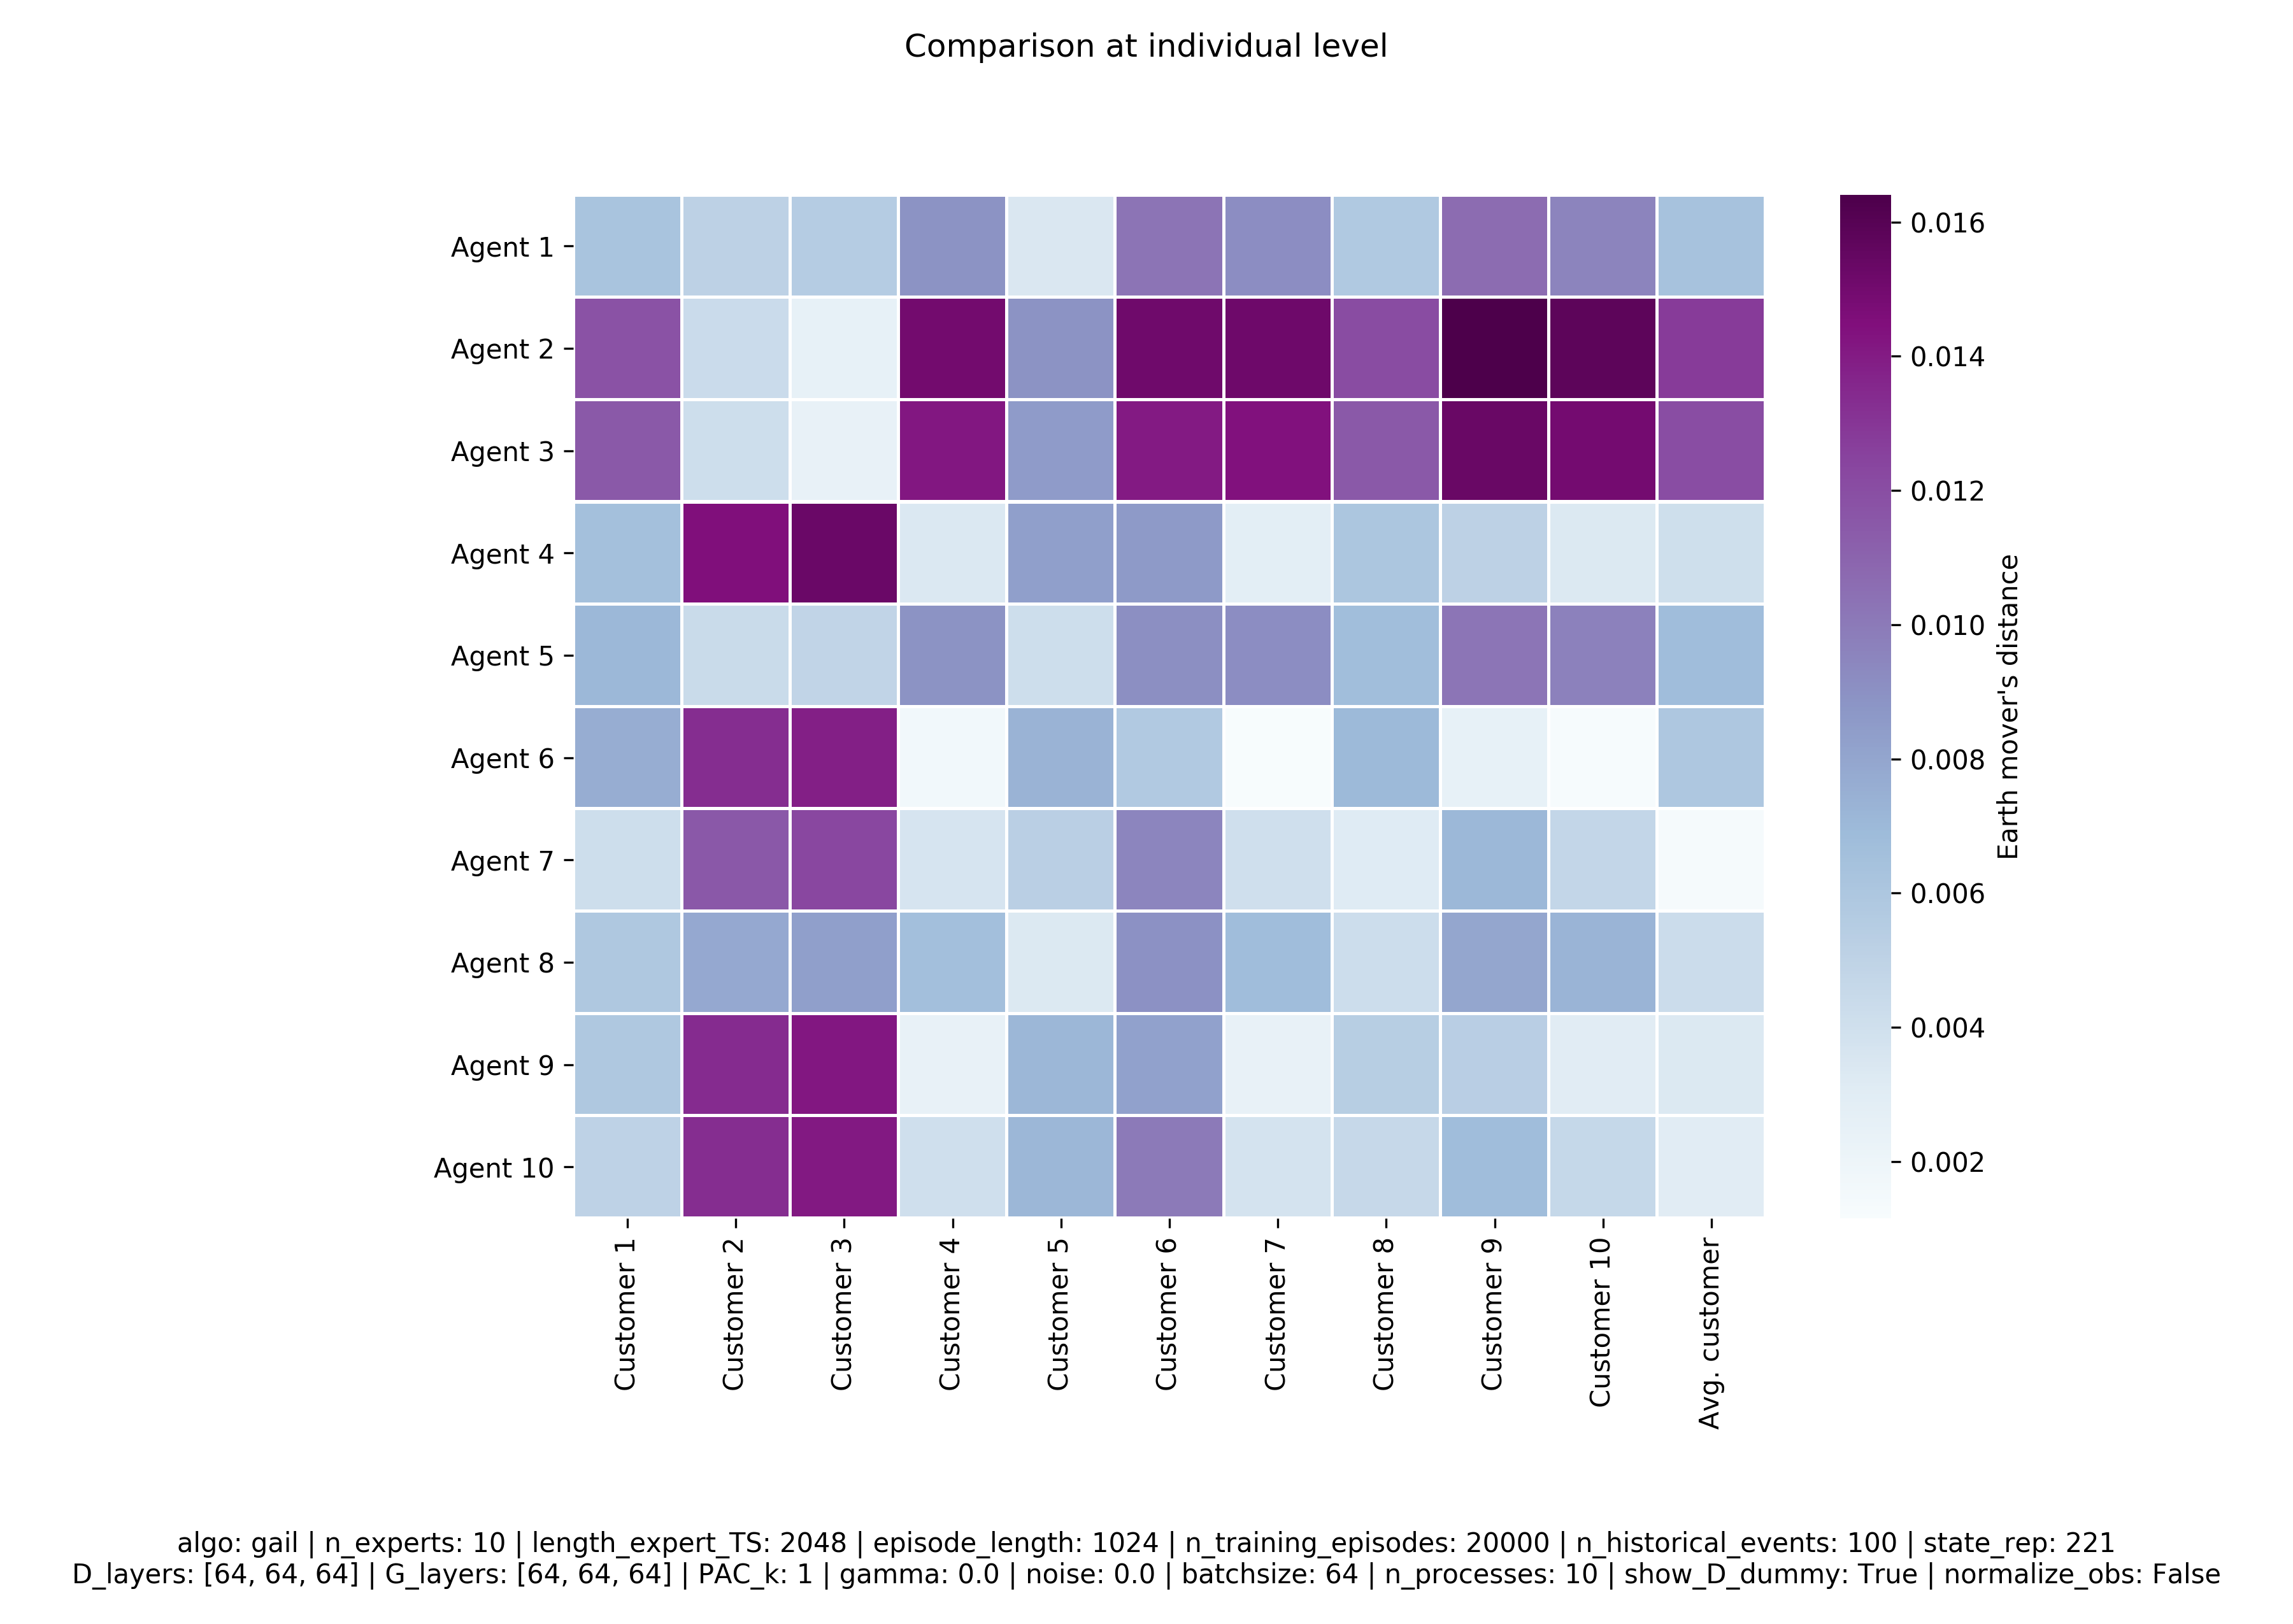 Comparison at individual level
Agent 1
Agent 2
Agent 3
Agent 4
Agent 5
Agent 6
Agent 7
Agent 8
Agent 9
Agent 10
Customer 1
Customer 2
Customer 3
Customer 4
Customer 5
Customer 6
Customer 7
Customer 8
Customer 9
Customer 10
Avg. customer
0.016
0.014
0.012
0.010
0.008
0.006
0.004
0.002
Earth mover's distance
algo: gail | n_experts: 10 | length_expert_TS: 2048 | episode_length: 1024 | n_training_episodes: 20000 | n_historical_events: 100 | state_rep: 221
D_layers: [64, 64, 64] | G_layers: [64, 64, 64] | PAC_k: 1 | gamma: 0.0 | noise: 0.0 | batchsize: 64 | n_processes: 10 | show_D_dummy: True | normalize_obs: False